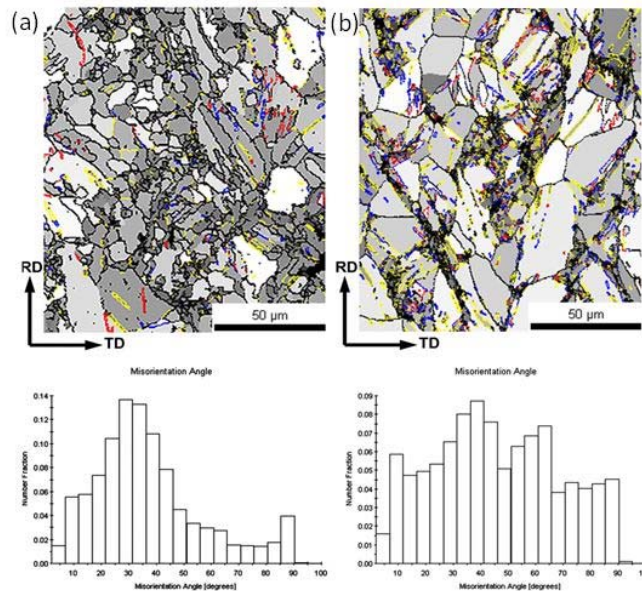 (a)
RD
TD
50 µm
(b)
RD
TD
50 µm
Misorientation Angle
Number Fraction
0.14
0.12
0.10
0.08
0.06
0.04
0.02
0.00
10 20 30 40 50 60 70 80 90 100
Misorientation Angle [degrees]
Misorientation Angle
Number Fraction
0.09
0.08
0.07
0.06
0.05
0.04
0.03
0.02
0.01
0.00
10 20 30 40 50 60 70 80 90
Misorientation Angle [degrees]